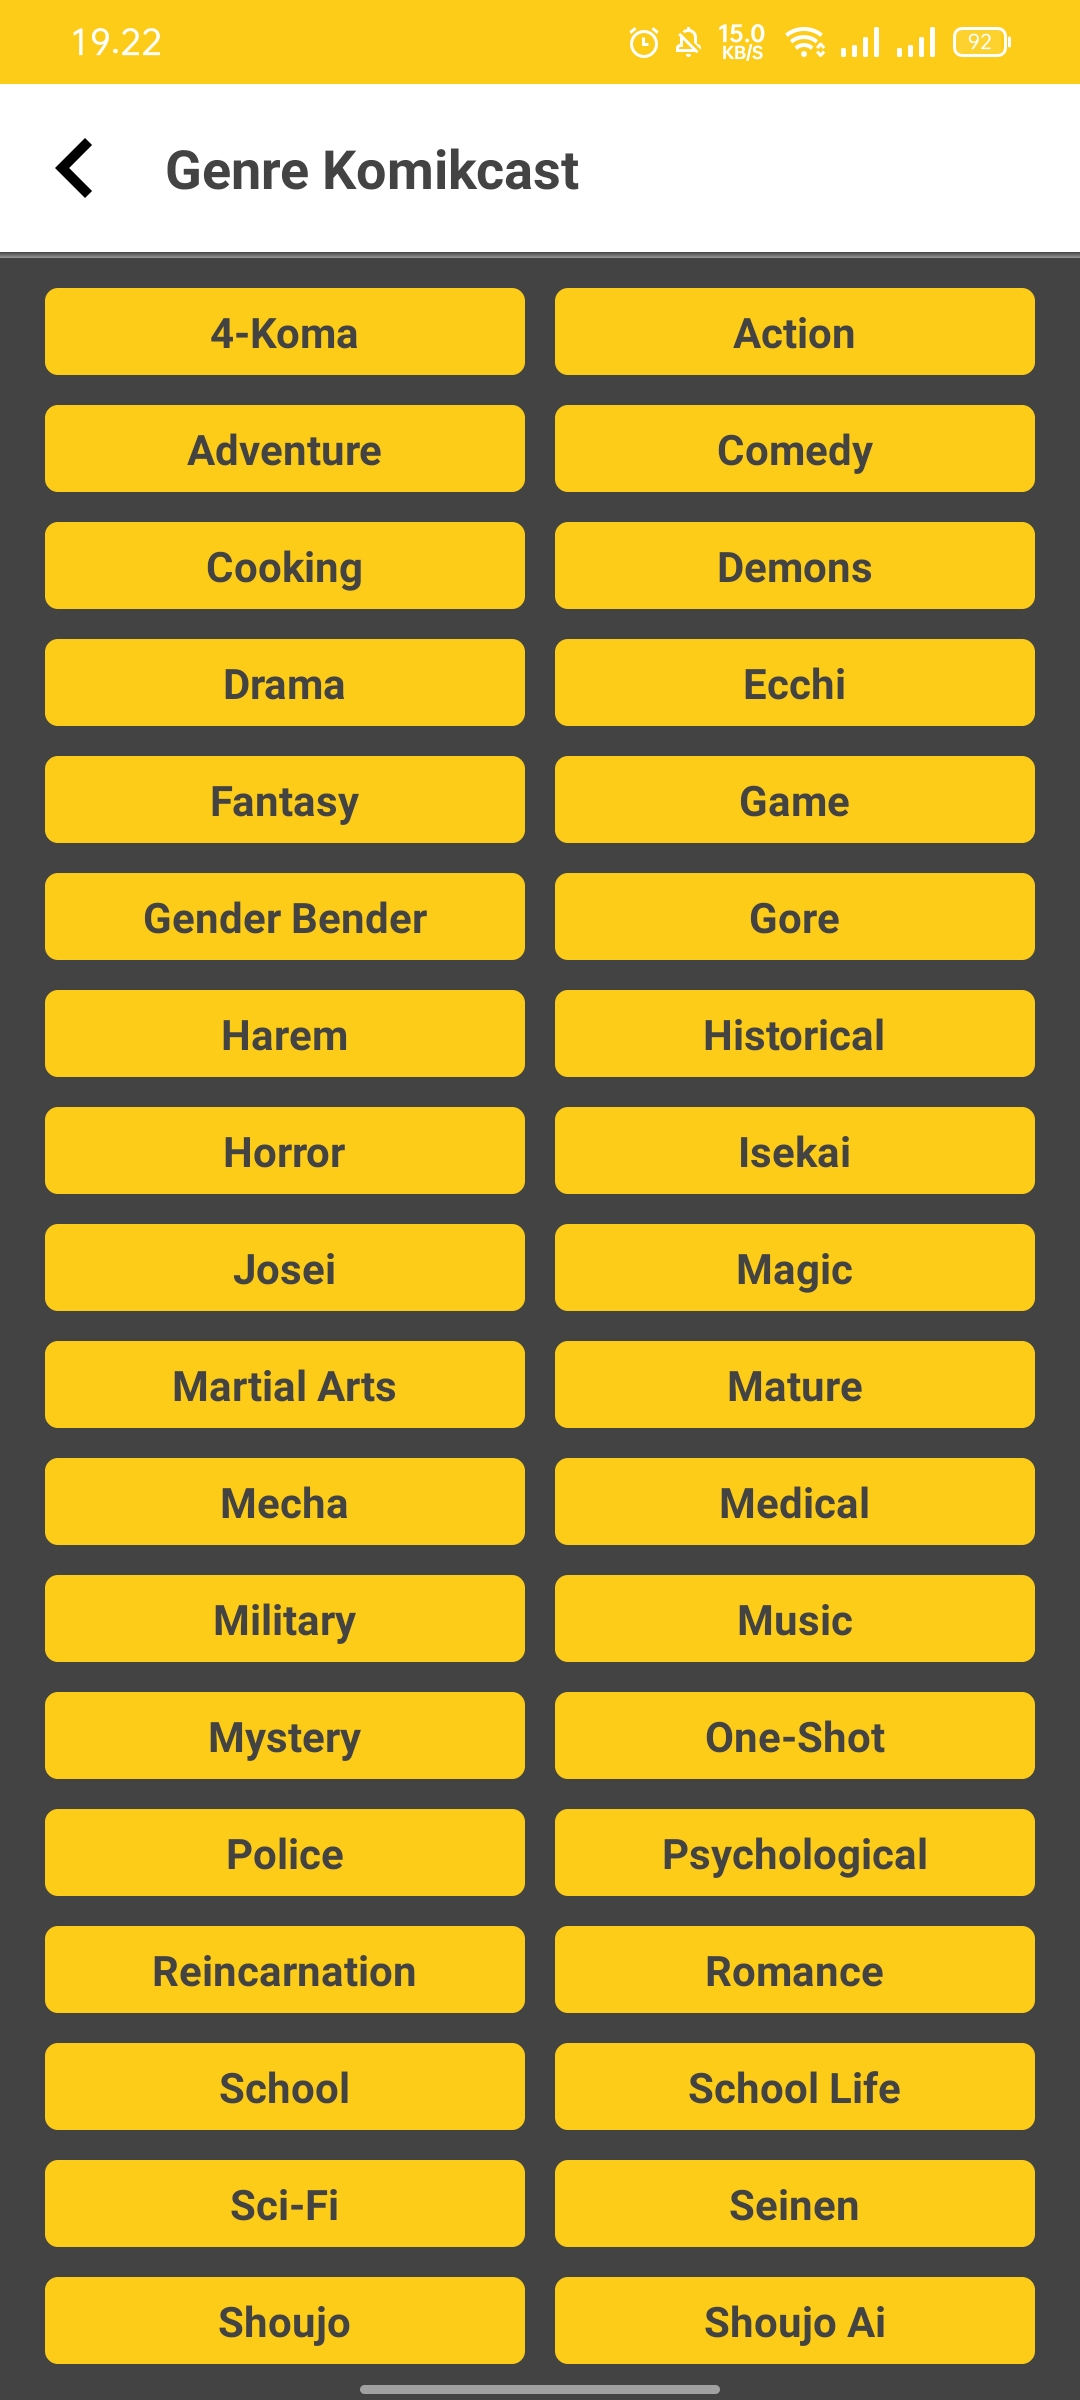 19.22
15.0
KB/S
92
Genre Komikcast
4-Koma
Action
Adventure
Comedy
Cooking
Demons
Drama
Ecchi
Fantasy
Game
Gender Bender
Gore
Harem
Historical
Horror
Isekai
Josei
Magic
Martial Arts
Mature
Mecha
Medical
Military
Music
Mystery
One-Shot
Police
Psychological
Reincarnation
Romance
School
School Life
Sci-Fi
Seinen
Shoujo
Shoujo Ai